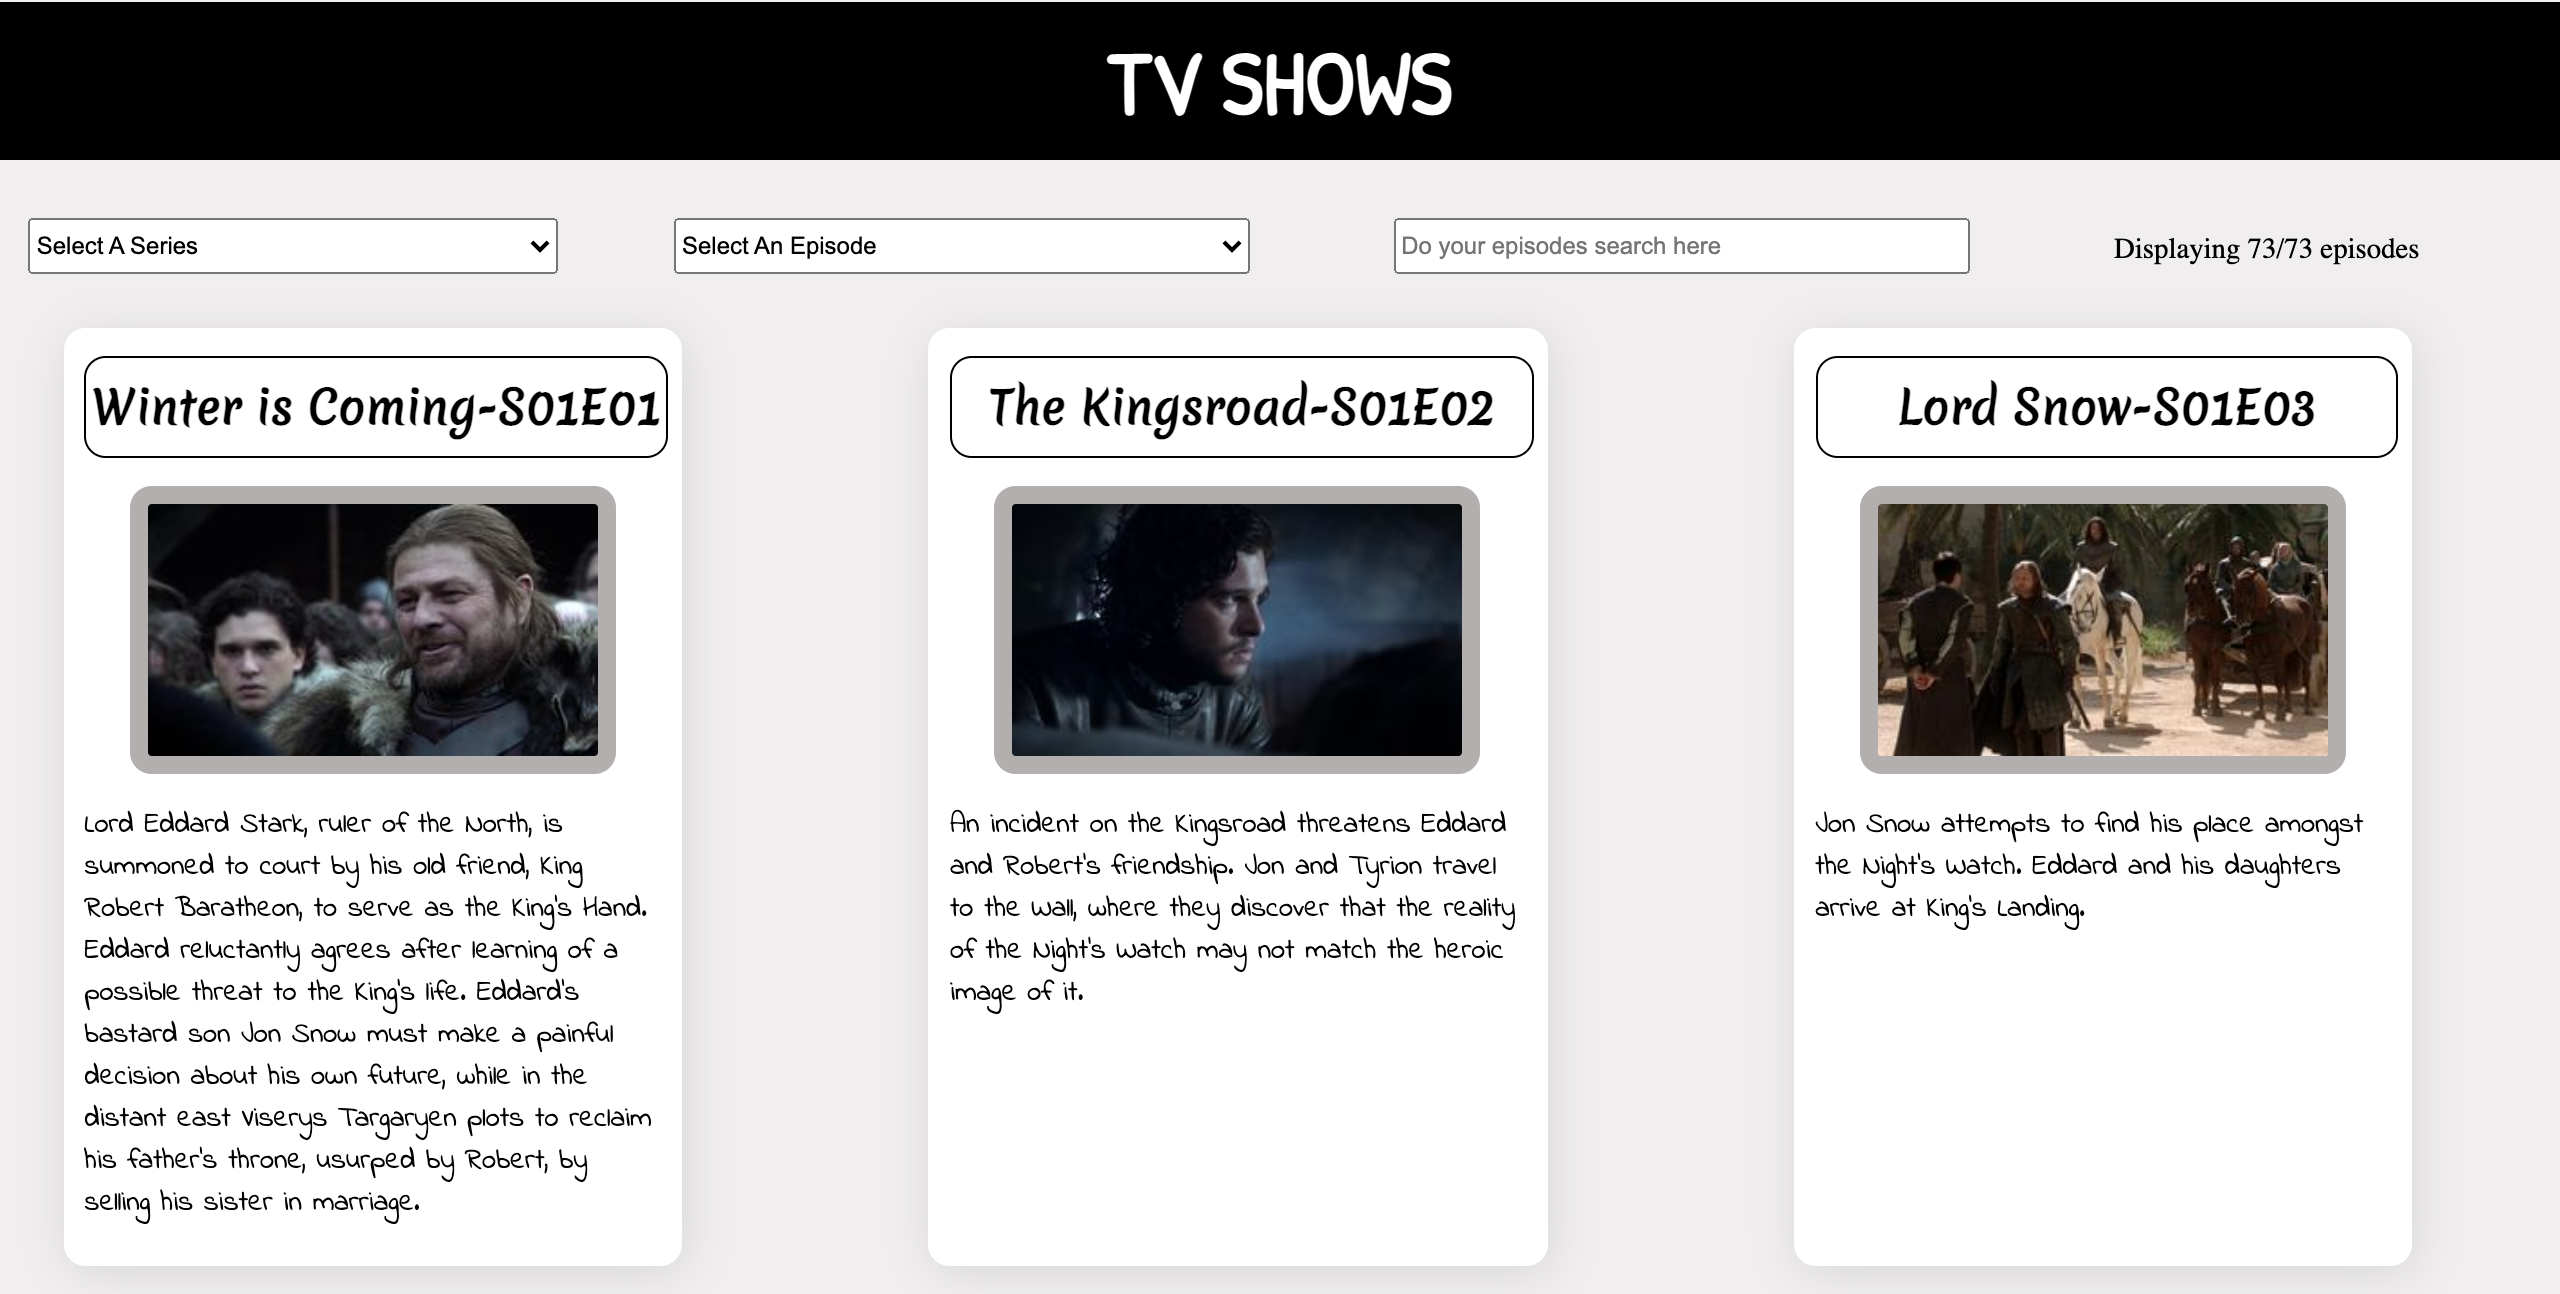 TV SHOWS
Select A Series
Select An Episode
Do your episodes search here
Displaying 73/73 episodes
Winter is Coming-S01E01
Lord Eddard Stark, ruler of the North, is
summoned to court by his old friend, King
Robert Baratheon, to serve as the King's Hand.
Eddard reluctantly agrees after learning of a
possible threat to the King's life. Eddard's
bastard son Jon Snow must make a painful
decision about his own future, while in the
distant east Viserys Targaryen plots to reclaim
his father's throne, usurped by Robert, by
selling his sister in marriage.
The Kingsroad-S01E02
An incident on the Kingsroad threatens Eddard
and Robert's friendship. Jon and Tyrion travel
to the Wall, where they discover that the reality
of the Night's Watch may not match the heroic
image of it.
Lord Snow-S01E03
Jon Snow attempts to find his place amongst
the Night's Watch. Eddard and his daughters
arrive at King's Landing.